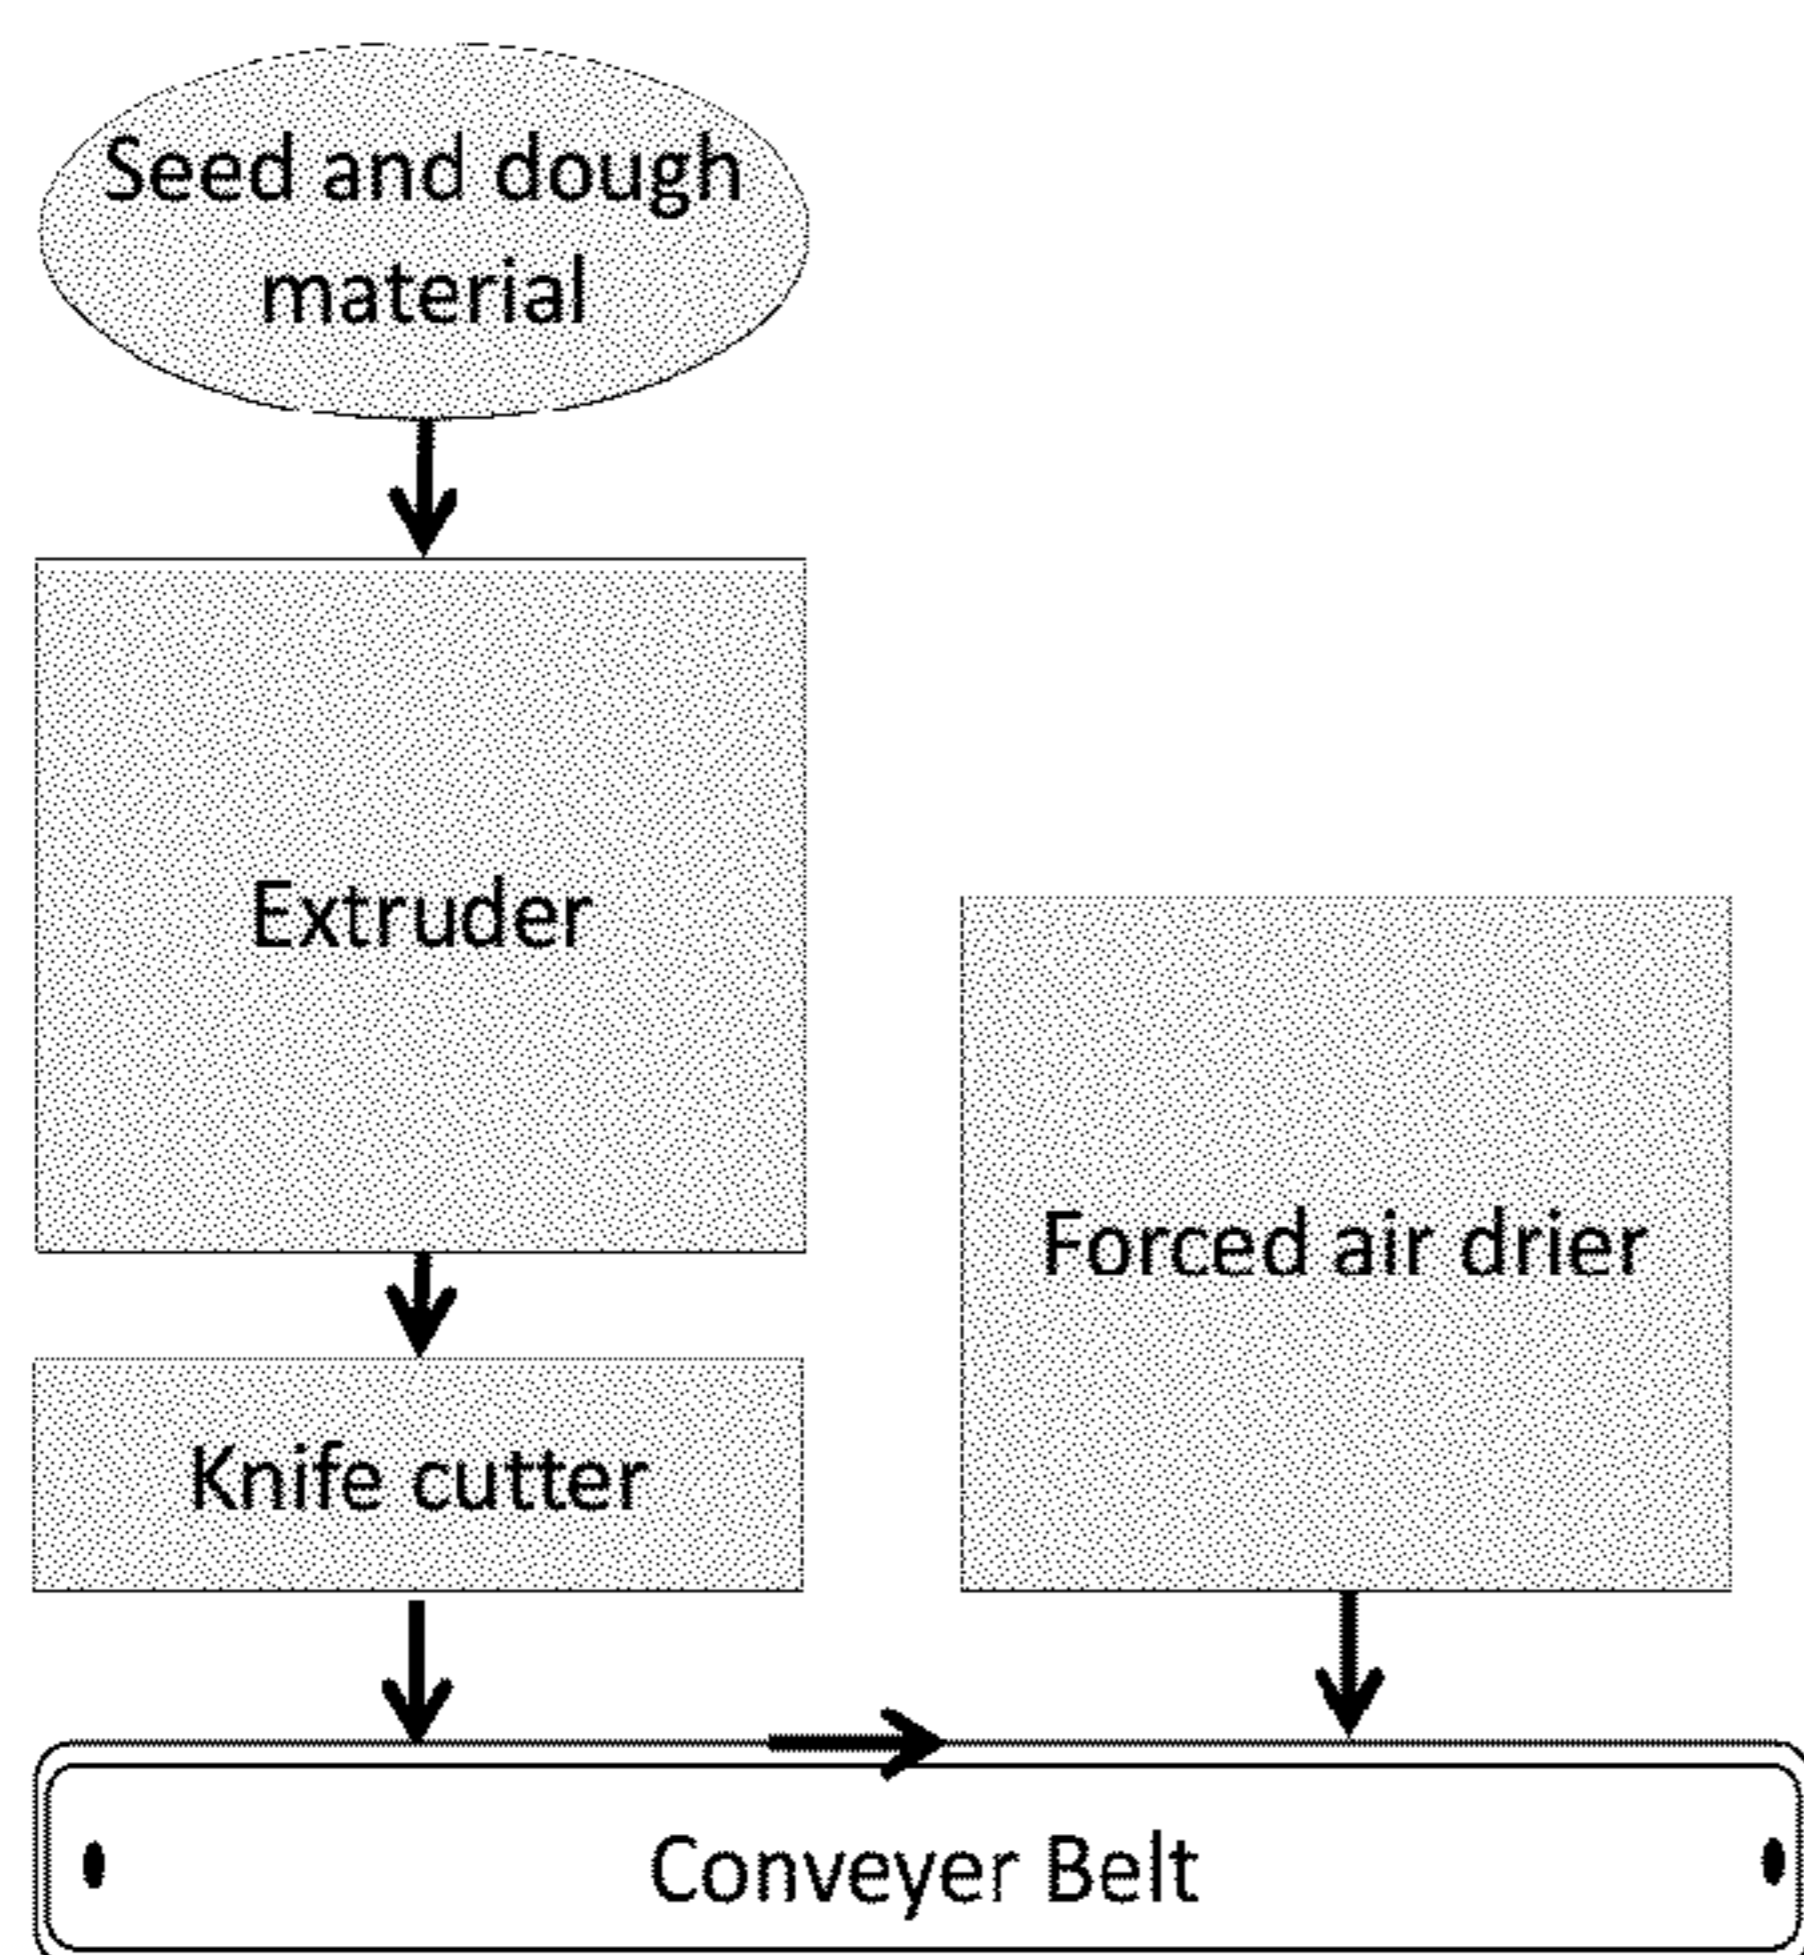 Seed and dough
material
Extruder
Forced air drier
Knife cutter
Conveyer Belt